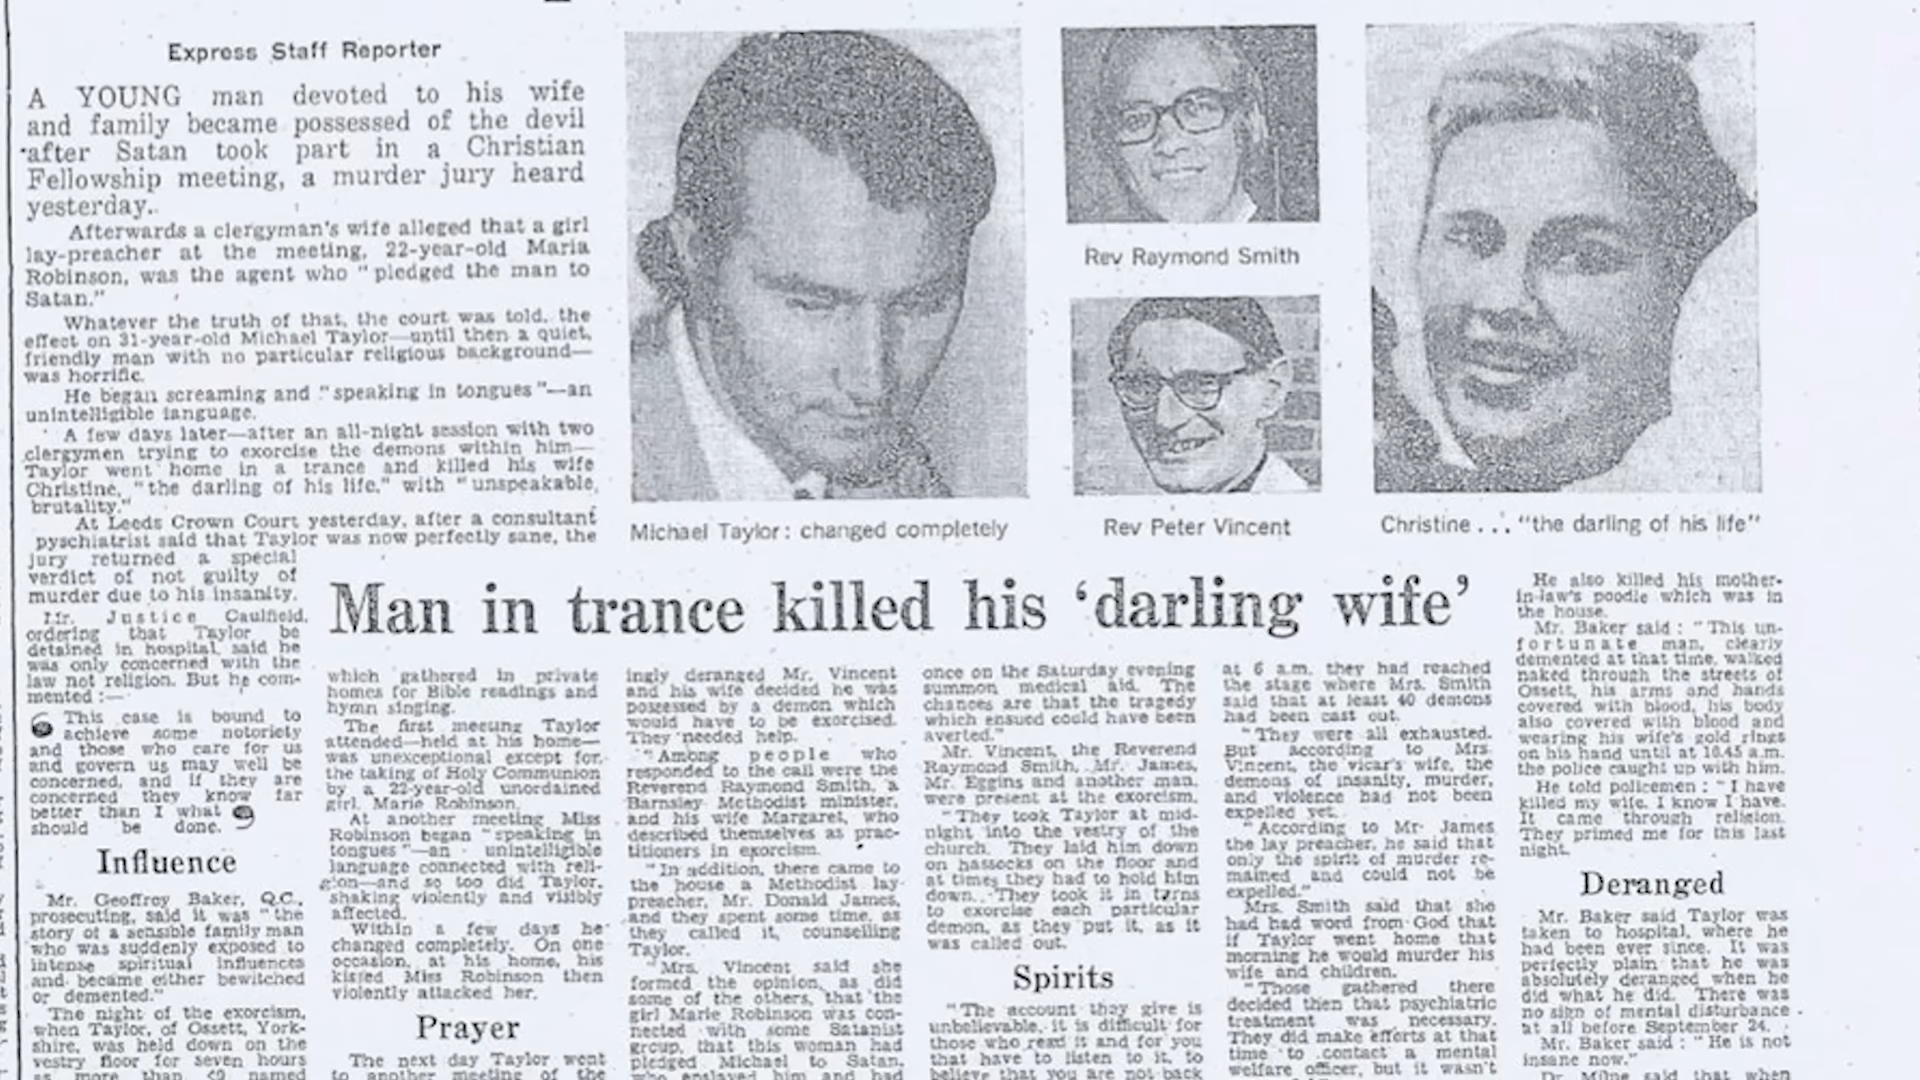 Express Staff Reporter
A YOUNG man devoted to his wife
and family became possessed of the devil
after Satan took part in a Christian
Fellowship meeting, a murder jury heard
yesterday.
Afterwards a clergyman's wife alleged that a girl
lay-preacher at the meeting, 22-year-old Maria
Robinson, was the agent who "pledged the man to
Satan."
Whatever the truth of that, the court was told, the
effect on 31-year-old Michael Taylor—until then a quiet,
friendly man with no particular religious background—
was horrific.
He began screaming and "speaking in tongues"—an
unintelligible language.
A few days later—after an all-night session with two
clergymen trying to exorcise the demons within him—
Taylor went home in a trance and killed his wife
Christine, "the darling of his life," with "unspeakable
brutality."
At Leeds Crown Court yesterday, after a consultant
pyschiatrist said that Taylor was now perfectly sane, the
jury returned a special
verdict of not guilty of
murder due to his insanity.
Mr. Justice Caulfield,
ordering that Taylor be
detained in hospital, said he
was only concerned with the
law not religion. But he com-
mented :—
This case is bound to
achieve some notoriety
and those who care for us
and govern us may well be
concerned, and if they are
concerned they know far
better than I what
should be done.
Influence
Mr. Geoffrey Baker, Q.C.,
prosecuting, said it was "the
story of a sensible family man
who was suddenly exposed to
intense spiritual influences
and became either bewitched
or demented."
The night of the exorcism,
when Taylor, of Ossett, York-
shire, was held down on the
vestry floor for seven hours
as more than 40 named
Michael Taylor: changed completely
Rev Raymond Smith
Rev Peter Vincent
Christine... "the darling of his life"
Man in trance killed his 'darling wife'
which gathered in private
homes for Bible readings and
hymn singing.
The first meeting Taylor
attended—held at his home—
was unexceptional except for
the taking of Holy Communion
by a 22-year-old unordained
girl, Marie Robinson.
At another meeting Miss
Robinson began "speaking in
tongues"—an unintelligible
language connected with reli-
gion—and so too did Taylor,
shaking violently and visibly
affected.
Within a few days he
changed completely. On one
occasion, at his home, his
kissed Miss Robinson then
violently attacked her.
Prayer
The next day Taylor went
to another meeting of the
ingly deranged Mr. Vincent
and his wife decided he was
possessed by a demon which
would have to be exorcised.
They needed help.
"Among people who
responded to the call were the
Reverend Raymond Smith, a
Barnsley Methodist minister,
and his wife Margaret, who
described themselves as prac-
titioners in exorcism.
"In addition, there came to
the house a Methodist lay-
preacher, Mr. Donald James,
and they spent some time, as
they called it, counselling
Taylor.
"Mrs. Vincent said she
formed the opinion, as did
some of the others, that the
girl Marie Robinson was con-
nected with some Satanist
group, that this woman had
pledged Michael to Satan,
who enslaved him and had
once on the Saturday evening
summon medical aid. The
chances are that the tragedy
which ensued could have been
averted."
Mr. Vincent, the Reverend
Raymond Smith, Mr. James,
Mr. Eggins and another man,
were present at the exorcism.
"They took Taylor at mid-
night into the vestry of the
church. They laid him down
on hassocks on the floor and
at times they had to hold him
down. They took it in turns
to exorcise each particular
demon, as they put it, as it
was called out.
Spirits
"The account they give is
unbelievable, it is difficult for
those who read it and for you
that have to listen to it, to
believe that you are not back
at 6 a.m. they had reached
the stage where Mrs. Smith
said that at least 40 demons
had been cast out.
"They were all exhausted.
But according to Mrs.
Vincent, the vicar's wife, the
demons of insanity, murder,
and violence had not been
expelled yet.
"According to Mr. James
the lay preacher, he said that
only the spirit of murder re-
mained and could not be
expelled."
Mrs. Smith said that she
had had word from God that
if Taylor went home that
morning he would murder his
wife and children.
"Those gathered there
decided then that psychiatric
treatment was necessary.
They did make efforts at that
time to contact a mental
welfare officer, but it wasn't
He also killed his mother-
in-law's poodle which was in
the house.
Mr. Baker said : "This un-
fortunate man, clearly
demented at that time, walked
naked through the streets of
Ossett, his arms and hands
covered with blood, his body
also covered with blood and
wearing his wife's gold rings
on his hand until at 10.45 a.m.
the police caught up with him.
He told policemen : "I have
killed my wife. I know I have.
It came through religion.
They primed me for this last
night.
Deranged
Mr. Baker said Taylor was
taken to hospital, where he
had been ever since. It was
perfectly plain that he was
absolutely deranged when he
did what he did. There was
no sign of mental disturbance
at all before September 24.
Mr. Baker said : "He is not
insane now."
Dr. Milne said that when